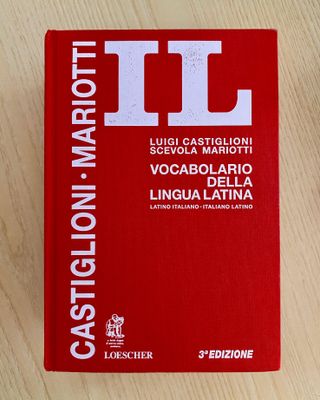 CASTIGLIONI · MARIOTTI
IL
LUIGI CASTIGLIONI
SCEVOLA MARIOTTI
VOCABOLARIO
DELLA
LINGUA LATINA
LATINO ITALIANO · ITALIANO LATINO
LOESCHER
3ª EDIZIONE